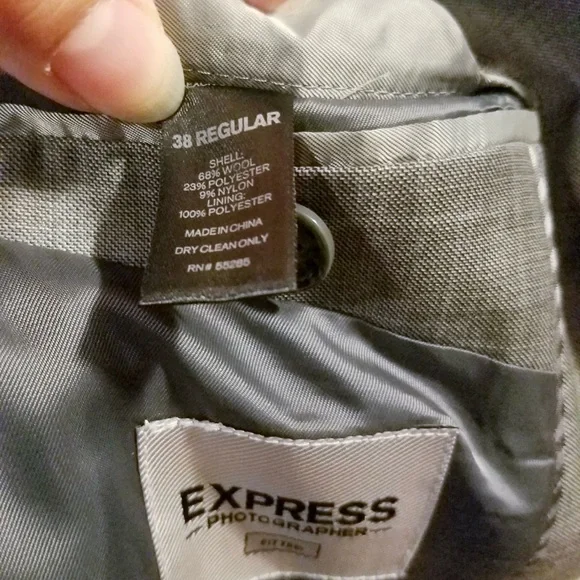 38 REGULAR
SHELL:
68% WOOL
23% POLYESTER
9% NYLON
LINING:
100% POLYESTER
MADE IN CHINA
DRY CLEAN ONLY
RN# 55285
EXPRESS
PHOTOGRAPHER
FITTED